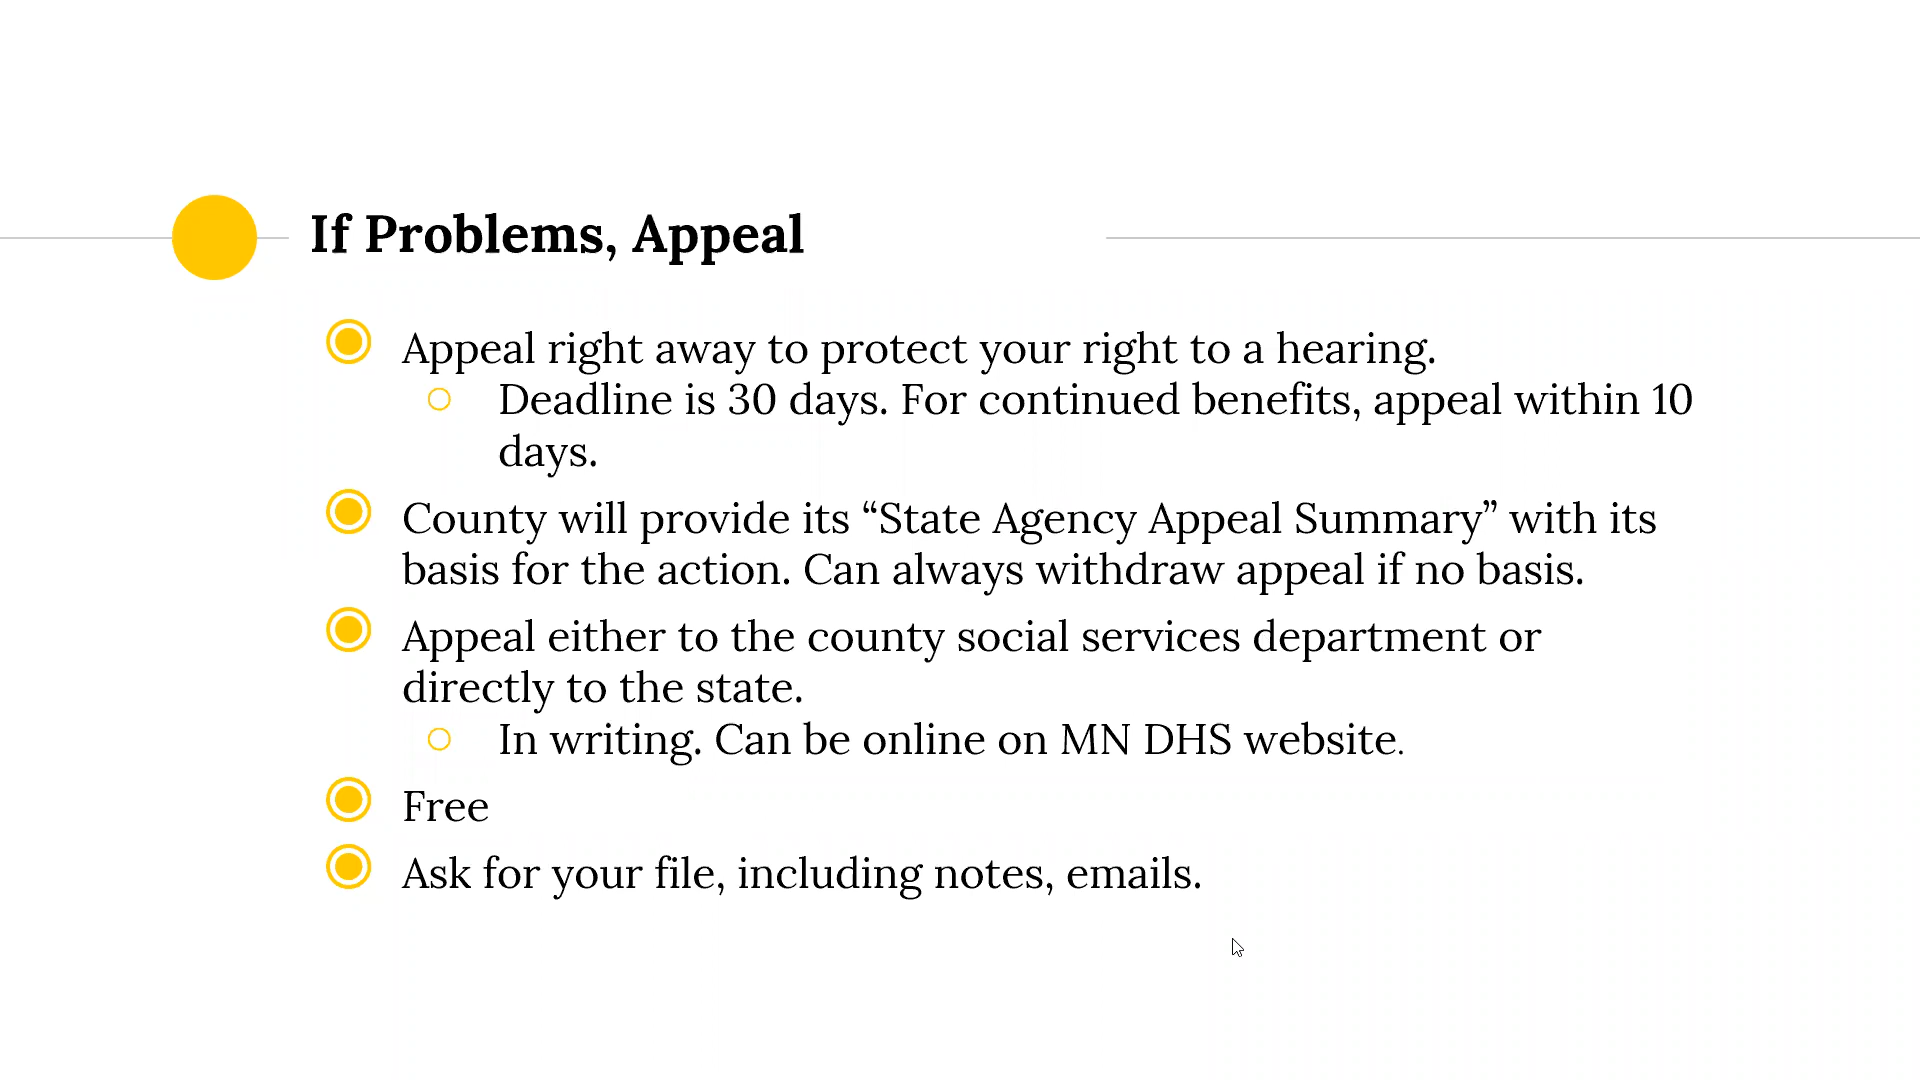 If Problems, Appeal
Appeal right away to protect your right to a hearing.
Deadline is 30 days. For continued benefits, appeal within 10
days.
County will provide its “State Agency Appeal Summary” with its
basis for the action. Can always withdraw appeal if no basis.
Appeal either to the county social services department or
directly to the state.
In writing. Can be online on MN DHS website.
Free
Ask for your file, including notes, emails.